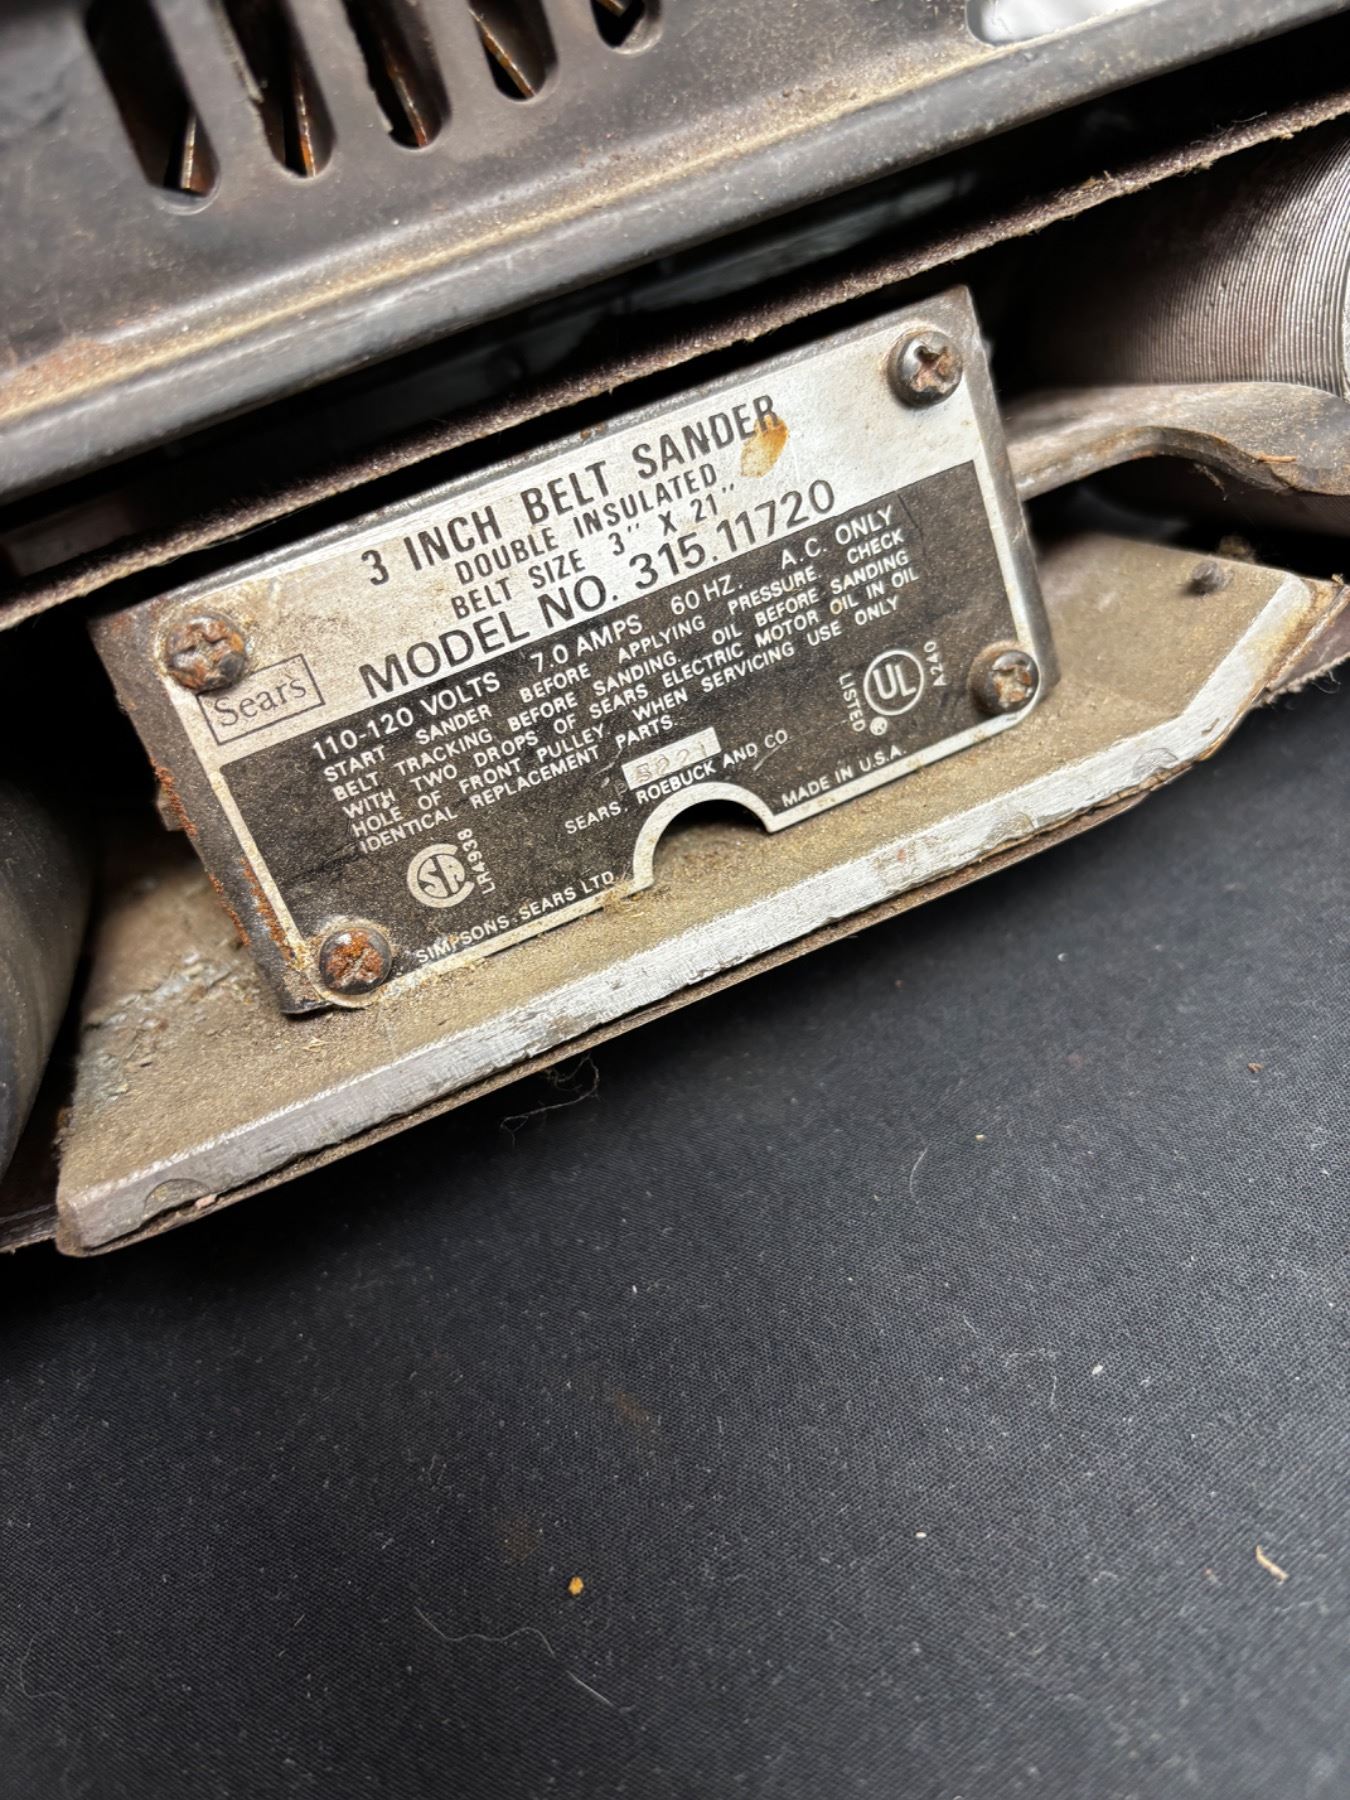 3 INCH BELT SANDER
DOUBLE INSULATED
BELT SIZE 3" X 21"
MODEL NO. 315.11720
Sears
110-120 VOLTS 7.0 AMPS 60 HZ. A.C. ONLY
START SANDER BEFORE APPLYING PRESSURE CHECK
BELT TRACKING BEFORE SANDING. OIL BEFORE SANDING
WITH TWO DROPS OF SEARS ELECTRIC MOTOR OIL IN OIL
HOLE OF FRONT PULLEY. WHEN SERVICING USE ONLY
IDENTICAL REPLACEMENT PARTS.
SEARS, ROEBUCK AND CO
LISTED
UL
A240
MADE IN U.S.A.
SA
SIMPSONS-SEARS LTD.